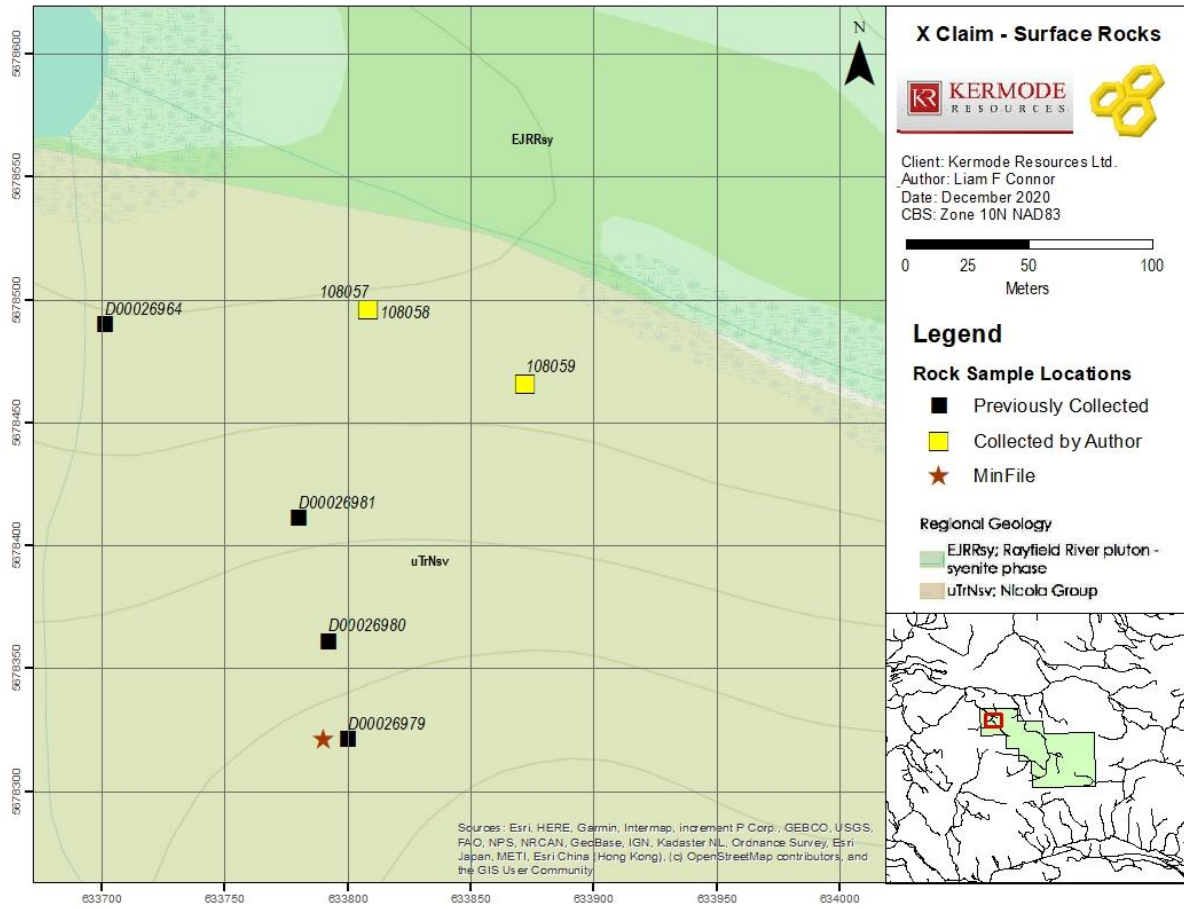 5678600
5678550
5678500
5678450
5678400
5678350
5678300
633700
633750
633800
633850
633900
633950
634000
EJRRsy
108057
108058
D00026964
108059
D00026981
uTrNsv
D00026980
D00026979
Sources: Esri, HERE, Garmin, Intermap, increment P Corp., GEBCO, USGS,
FAO, NPS, NRCAN, GeoBase, IGN, Kadaster NL, Ordnance Survey, Esri
Japan, METI, Esri China (Hong Kong), (c) OpenStreetMap contributors, and
the GIS User Community
X Claim - Surface Rocks
N
KR KERMODE
RESOURCES
Client: Kermode Resources Ltd.
Author: Liam F Connor
Date: December 2020
CBS: Zone 10N NAD83
0 25 50 100
Meters
Legend
Rock Sample Locations
Previously Collected
Collected by Author
MinFile
Regional Geology
EJRRsy; Rayfield River pluton -
syenite phase
uTrNsv; Nicola Group